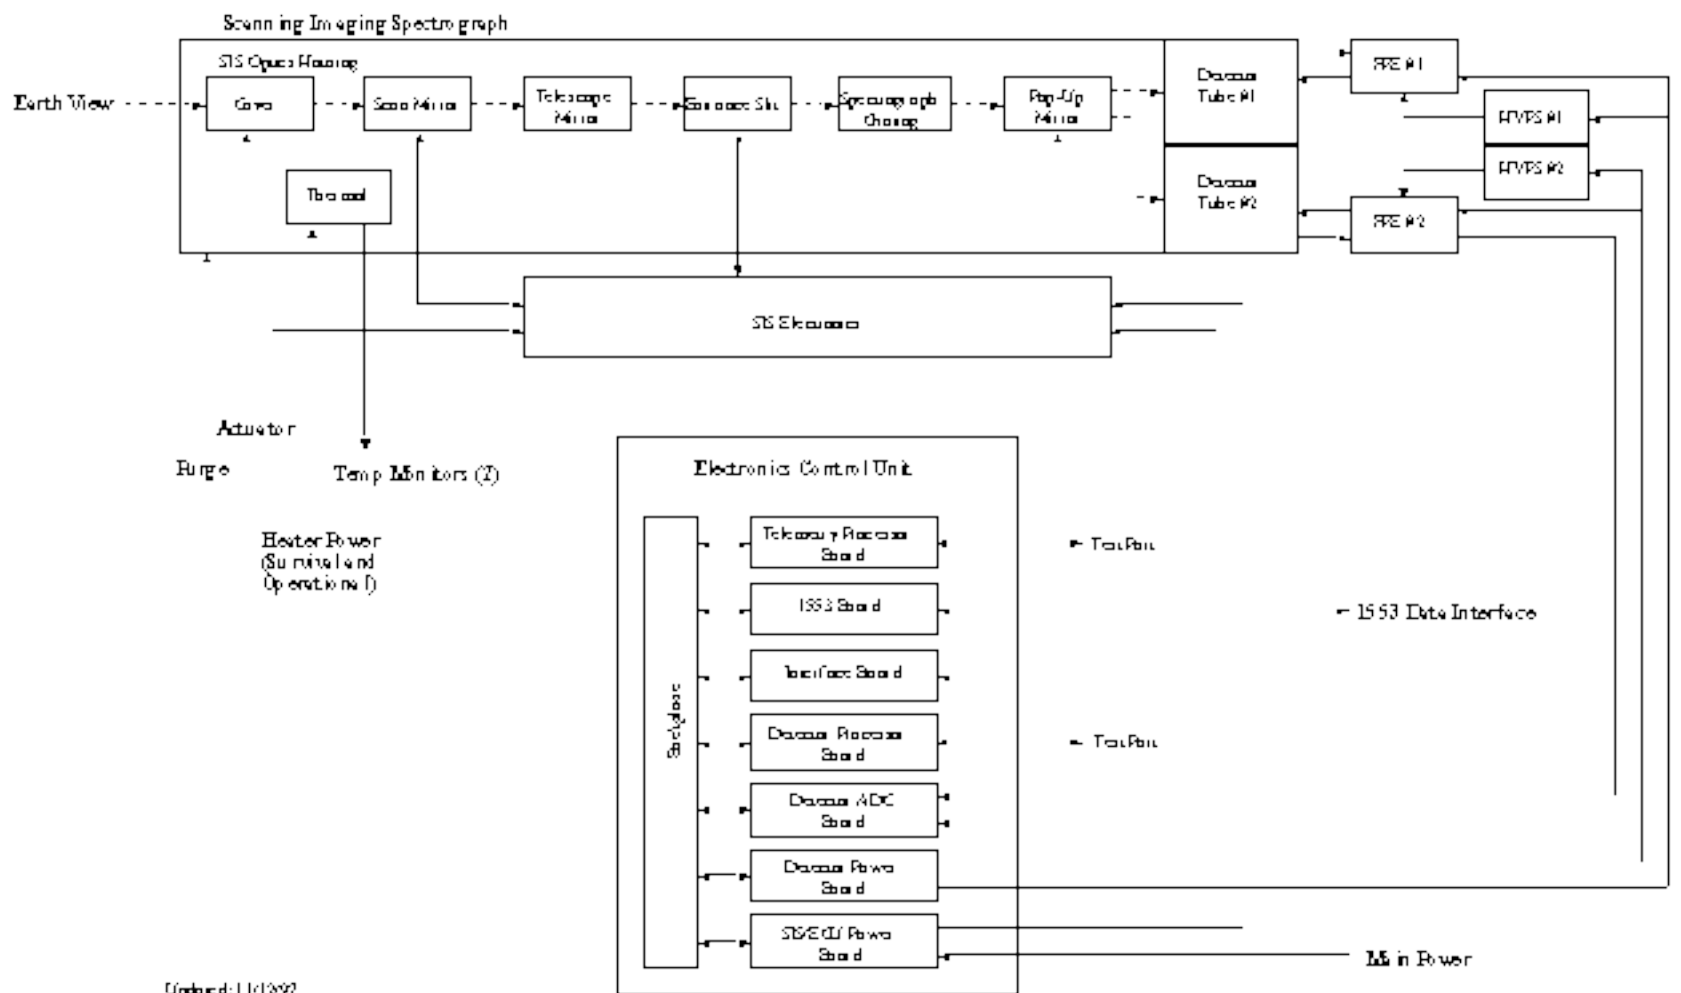 Scanning Imaging Spectrograph
SIS Optics Housing
Earth View
Cover
Scan Mirror
Telescope
Mirror
Entrance Slit
Spectrograph
Pop-Up
Mirror
Detector
Tube #1
Detector
Tube #2
FEE #1
HVPS #1
HVPS #2
FEE #2
Thermal
SIS Electronics
Actuator
Purge
Temp Monitors (2)
Heater Power
(Survival and
Operational)
Electronics Control Unit
Backplane
Telemetry Processor
Board
1553 Board
Interface Board
Detector Processor
Board
Detector ADC
Board
Detector Power
Board
SIS/ECU Power
Board
Test Port
1553 Data Interface
Test Port
Main Power